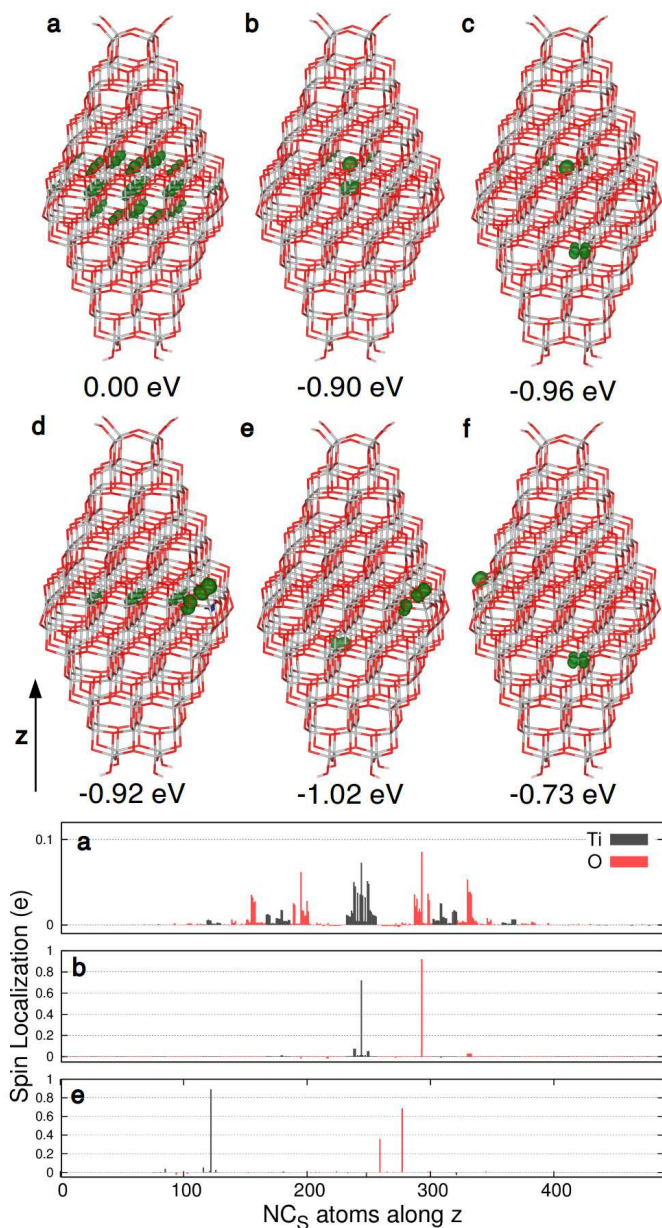 a b c
0.00 eV -0.90 eV -0.96 eV
d e f
z
-0.92 eV -1.02 eV -0.73 eV
a
Ti
O
0.1
0
b
1
0.8
0.6
0.4
0.2
0
e
1
0.8
0.6
0.4
0.2
0
Spin Localization (e)
0 100 200 300 400
NCS atoms along z